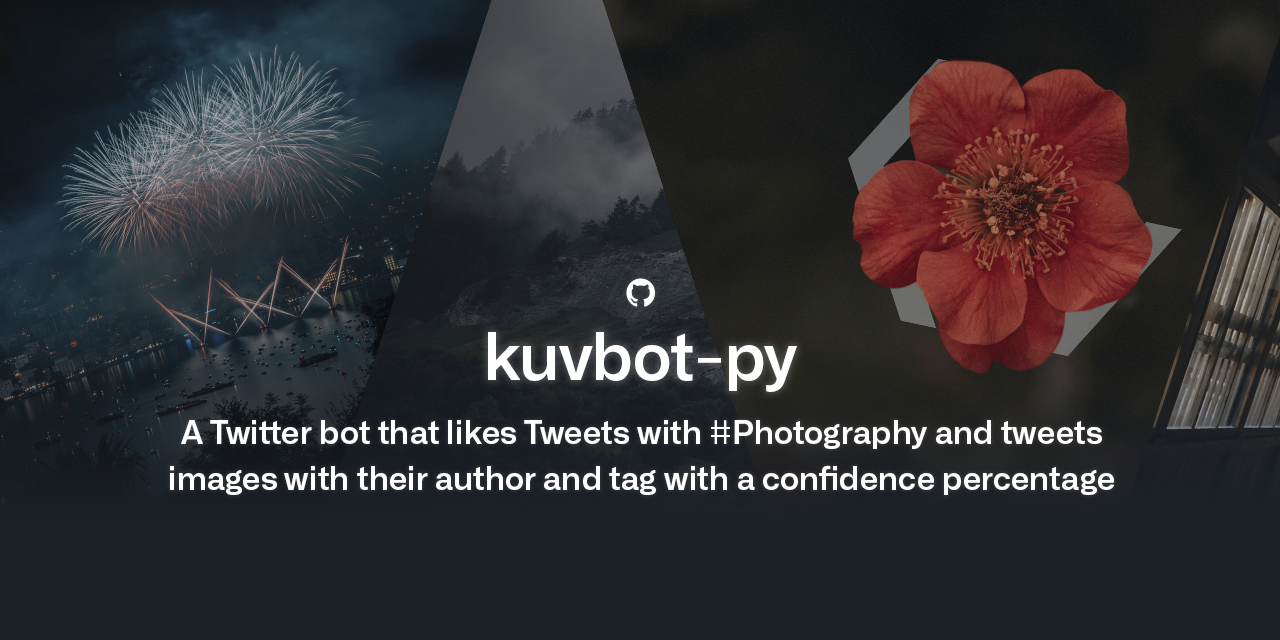 kuvbot-py
A Twitter bot that likes Tweets with #Photography and tweets
images with their author and tag with a confidence percentage